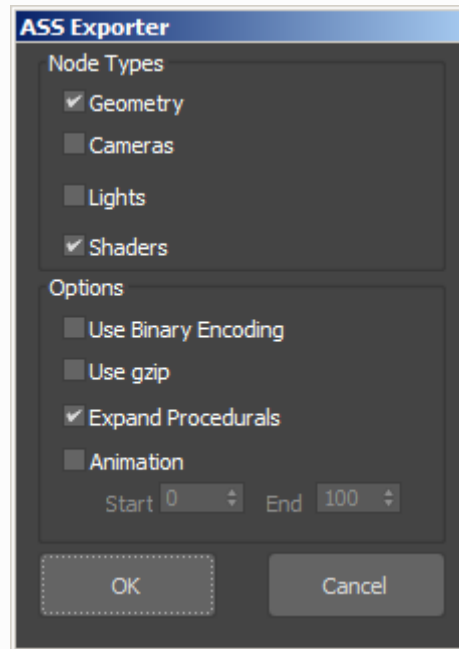 ASS Exporter
Node Types
Geometry
Cameras
Lights
Shaders
Options
Use Binary Encoding
Use gzip
Expand Procedurals
Animation
Start 0 End 100
OK Cancel